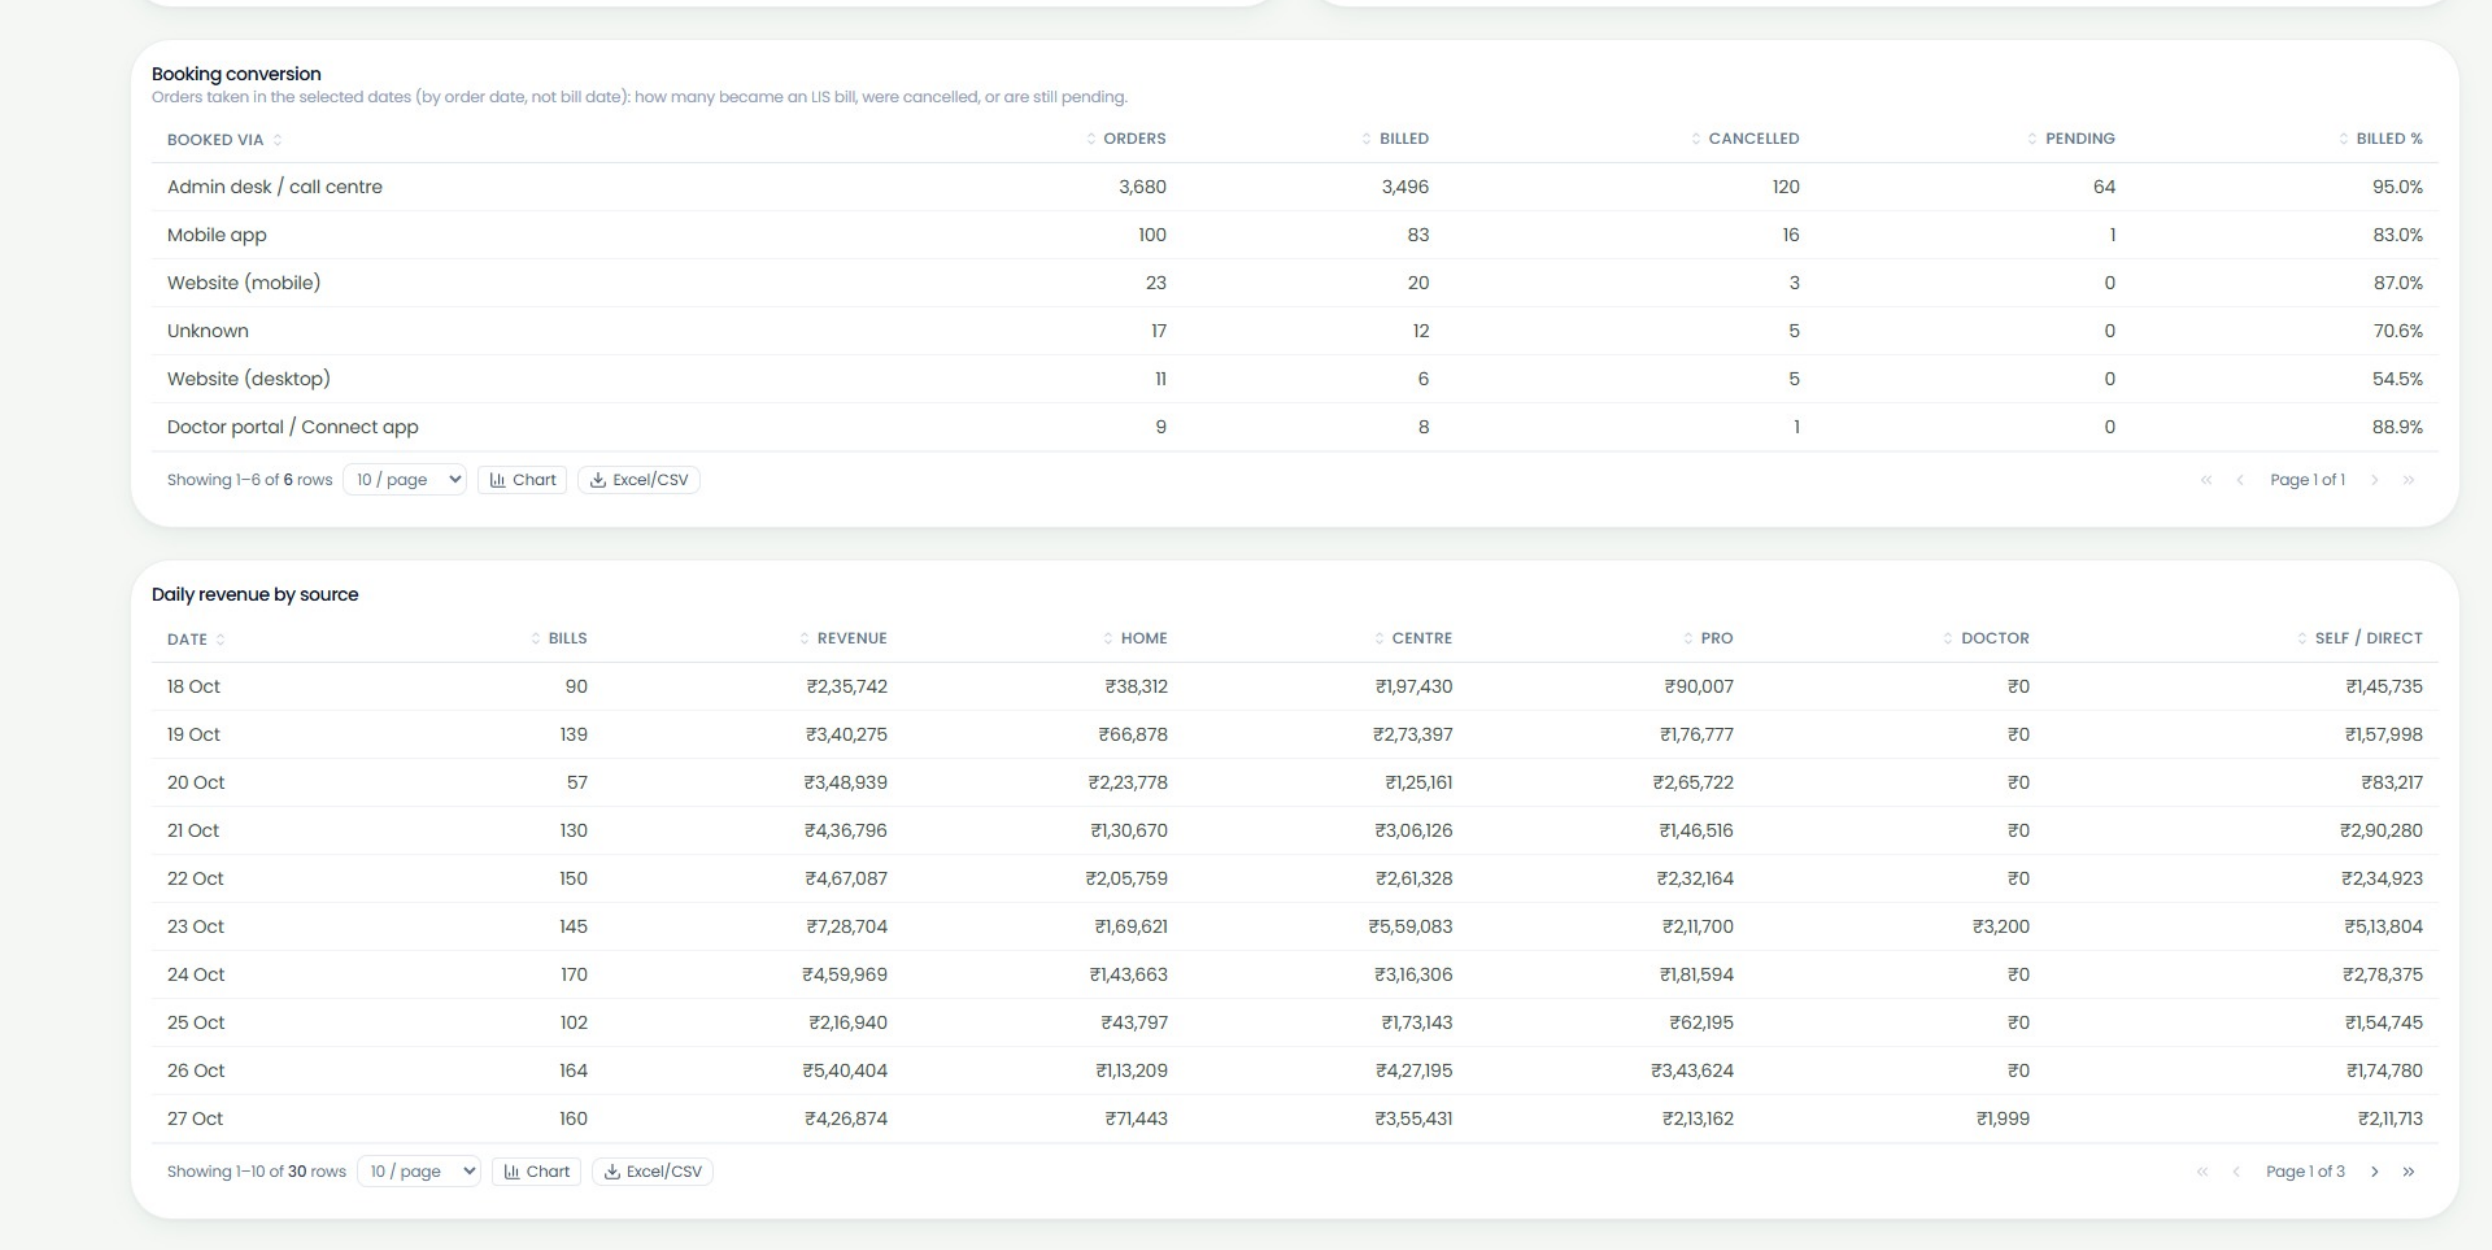 Booking conversion
Orders taken in the selected dates (by order date, not bill date): how many became an LIS bill, were cancelled, or are still pending.
BOOKED VIA ORDERS BILLED CANCELLED PENDING BILLED %
Admin desk / call centre 3,680 3,496 120 64 95.0%
Mobile app 100 83 16 1 83.0%
Website (mobile) 23 20 3 0 87.0%
Unknown 17 12 5 0 70.6%
Website (desktop) 11 6 5 0 54.5%
Doctor portal / Connect app 9 8 1 0 88.9%
Showing 1–6 of 6 rows 10 / page Chart Excel/CSV « ‹ Page 1 of 1 › »
Daily revenue by source
DATE BILLS REVENUE HOME CENTRE PRO DOCTOR SELF / DIRECT
18 Oct 90 ₹2,35,742 ₹38,312 ₹1,97,430 ₹90,007 ₹0 ₹1,45,735
19 Oct 139 ₹3,40,275 ₹66,878 ₹2,73,397 ₹1,76,777 ₹0 ₹1,57,998
20 Oct 57 ₹3,48,939 ₹2,23,778 ₹1,25,161 ₹2,65,722 ₹0 ₹83,217
21 Oct 130 ₹4,36,796 ₹1,30,670 ₹3,06,126 ₹1,46,516 ₹0 ₹2,90,280
22 Oct 150 ₹4,67,087 ₹2,05,759 ₹2,61,328 ₹2,32,164 ₹0 ₹2,34,923
23 Oct 145 ₹7,28,704 ₹1,69,621 ₹5,59,083 ₹2,11,700 ₹3,200 ₹5,13,804
24 Oct 170 ₹4,59,969 ₹1,43,663 ₹3,16,306 ₹1,81,594 ₹0 ₹2,78,375
25 Oct 102 ₹2,16,940 ₹43,797 ₹1,73,143 ₹62,195 ₹0 ₹1,54,745
26 Oct 164 ₹5,40,404 ₹1,13,209 ₹4,27,195 ₹3,43,624 ₹0 ₹1,74,780
27 Oct 160 ₹4,26,874 ₹71,443 ₹3,55,431 ₹2,13,162 ₹1,999 ₹2,11,713
Showing 1–10 of 30 rows 10 / page Chart Excel/CSV « ‹ Page 1 of 3 › »